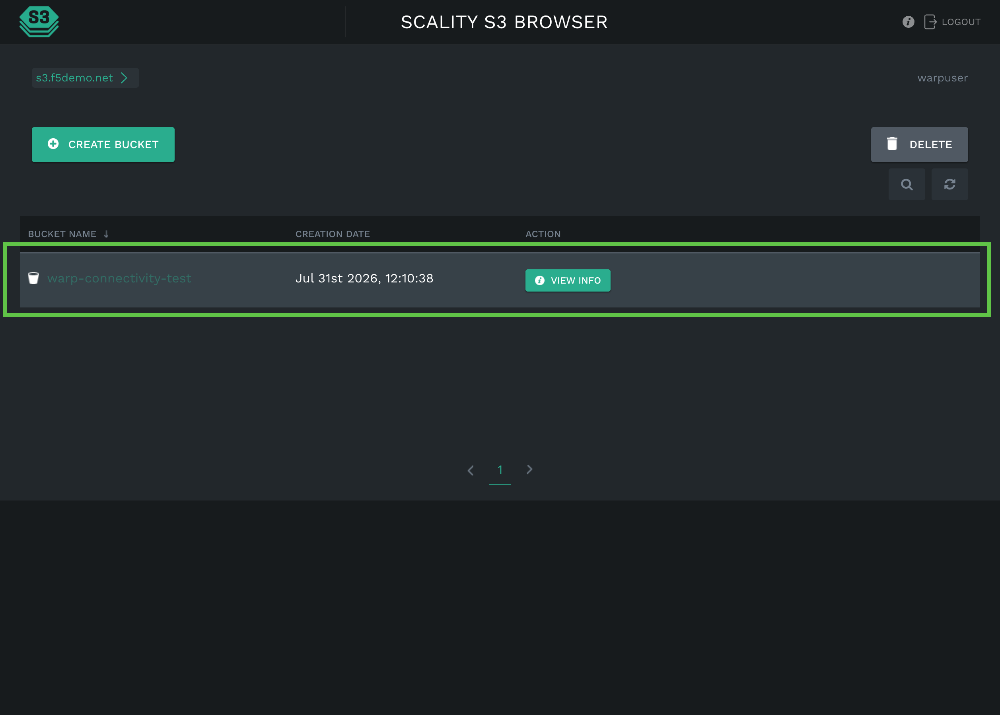 S3
SCALITY S3 BROWSER
LOGOUT
s3.f5demo.net
warpuser
CREATE BUCKET
DELETE
BUCKET NAME
CREATION DATE
ACTION
warp-connectivity-test
Jul 31st 2026, 12:10:38
VIEW INFO
1